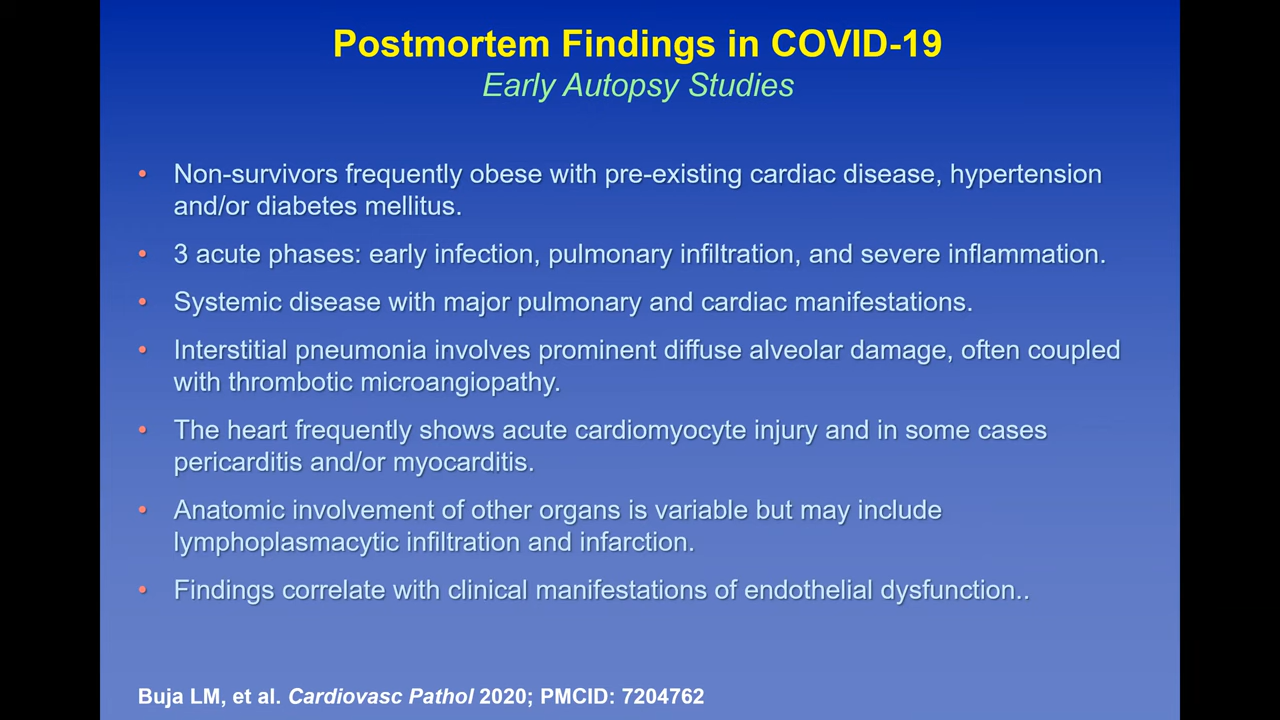 Postmortem Findings in COVID-19
Early Autopsy Studies
• Non-survivors frequently obese with pre-existing cardiac disease, hypertension
and/or diabetes mellitus.
• 3 acute phases: early infection, pulmonary infiltration, and severe inflammation.
• Systemic disease with major pulmonary and cardiac manifestations.
• Interstitial pneumonia involves prominent diffuse alveolar damage, often coupled
with thrombotic microangiopathy.
• The heart frequently shows acute cardiomyocyte injury and in some cases
pericarditis and/or myocarditis.
• Anatomic involvement of other organs is variable but may include
lymphoplasmacytic infiltration and infarction.
• Findings correlate with clinical manifestations of endothelial dysfunction..
Buja LM, et al. Cardiovasc Pathol 2020; PMCID: 7204762